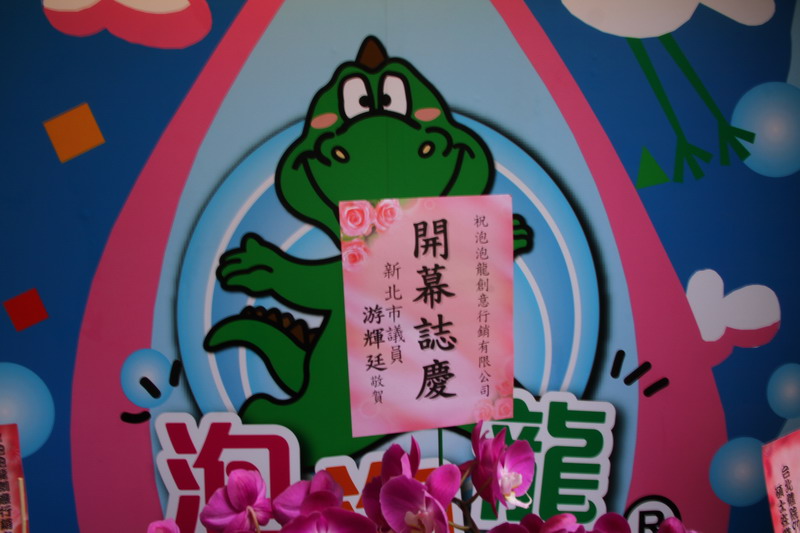 祝泡泡龍創意行銷有限公司
開幕誌慶
新北市議員
游輝廷敬賀
泡泡龍
R